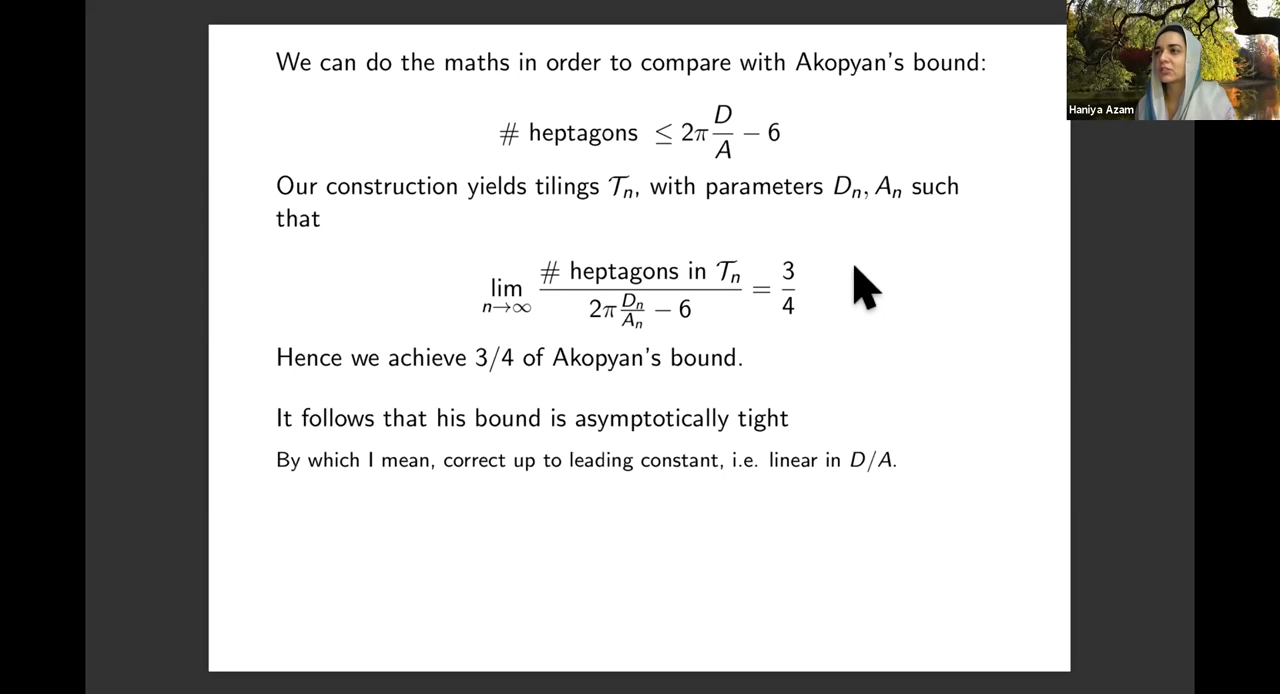 We can do the maths in order to compare with Akopyan's bound:
# heptagons ≤ 2π D/A − 6
Our construction yields tilings 𝒯ₙ, with parameters Dₙ, Aₙ such
that
lim n→∞ # heptagons in 𝒯ₙ / 2π Dₙ/Aₙ − 6 = 3/4
Hence we achieve 3/4 of Akopyan's bound.
It follows that his bound is asymptotically tight
By which I mean, correct up to leading constant, i.e. linear in D/A.
Haniya Azam